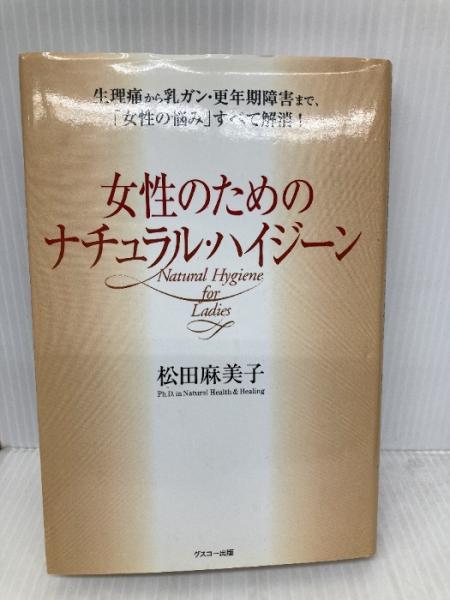 生理痛から乳ガン・更年期障害まで、
「女性の悩み」すべて解消!
女性のための
ナチュラル・ハイジーン
Natural Hygiene
for
Ladies
松田麻美子
Ph.D. in Natural Health & Healing
グスコー出版